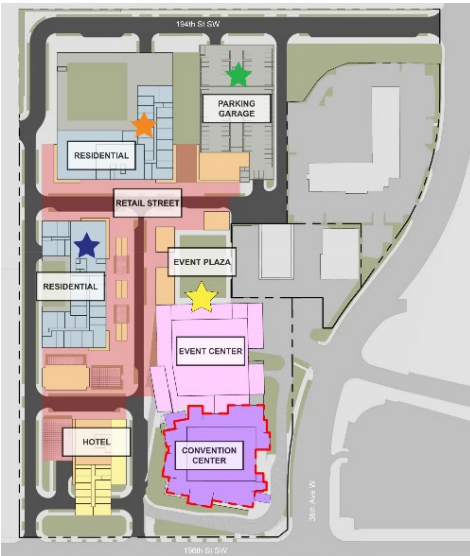 194th St SW
PARKING
GARAGE
RESIDENTIAL
RETAIL STREET
EVENT PLAZA
RESIDENTIAL
EVENT CENTER
HOTEL
CONVENTION
CENTER
36th Ave W
196th St SW